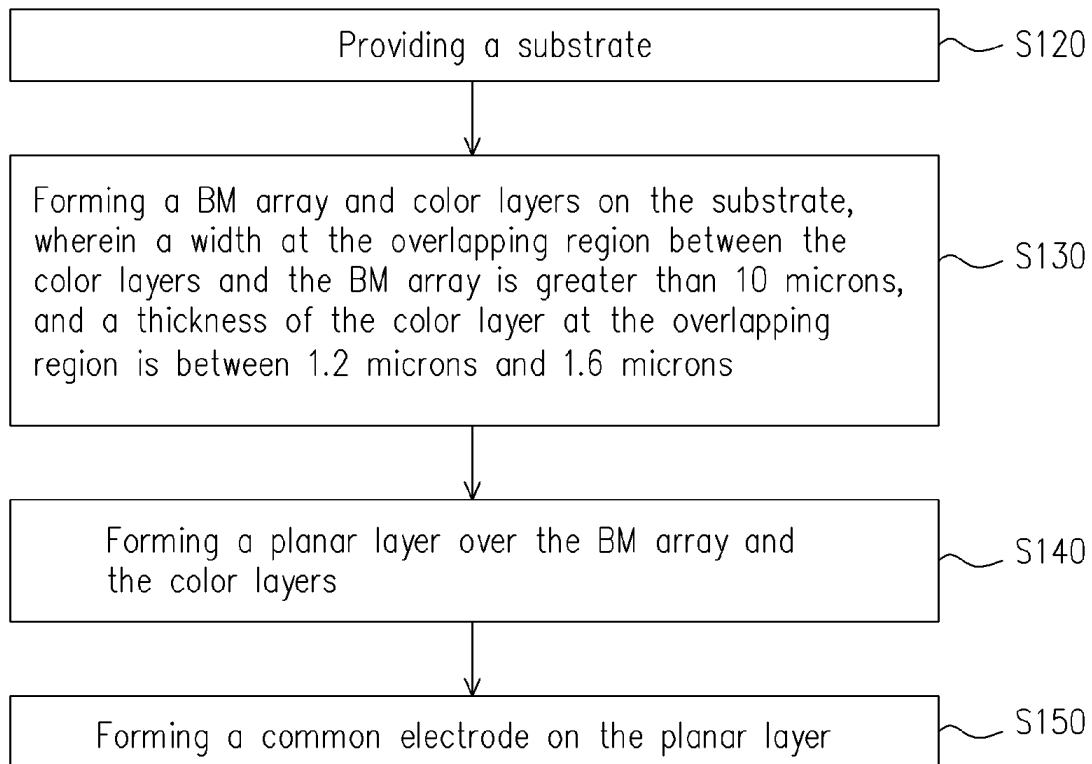 Providing a substrate
S120
Forming a BM array and color layers on the substrate,
wherein a width at the overlapping region between the
color layers and the BM array is greater than 10 microns,
and a thickness of the color layer at the overlapping
region is between 1.2 microns and 1.6 microns
S130
Forming a planar layer over the BM array and
the color layers
S140
Forming a common electrode on the planar layer
S150